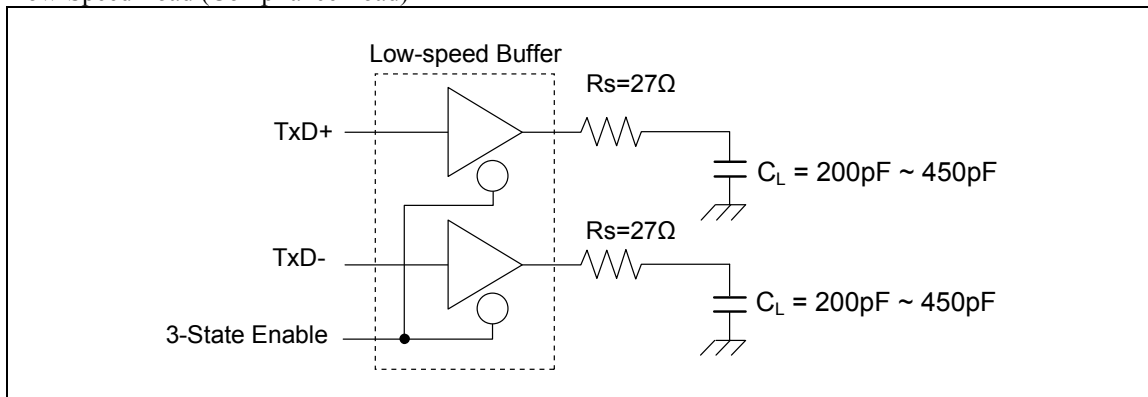 Low-speed Buffer
Rs=27Ω
TxD+
C_L = 200pF ~ 450pF
Rs=27Ω
TxD-
C_L = 200pF ~ 450pF
3-State Enable